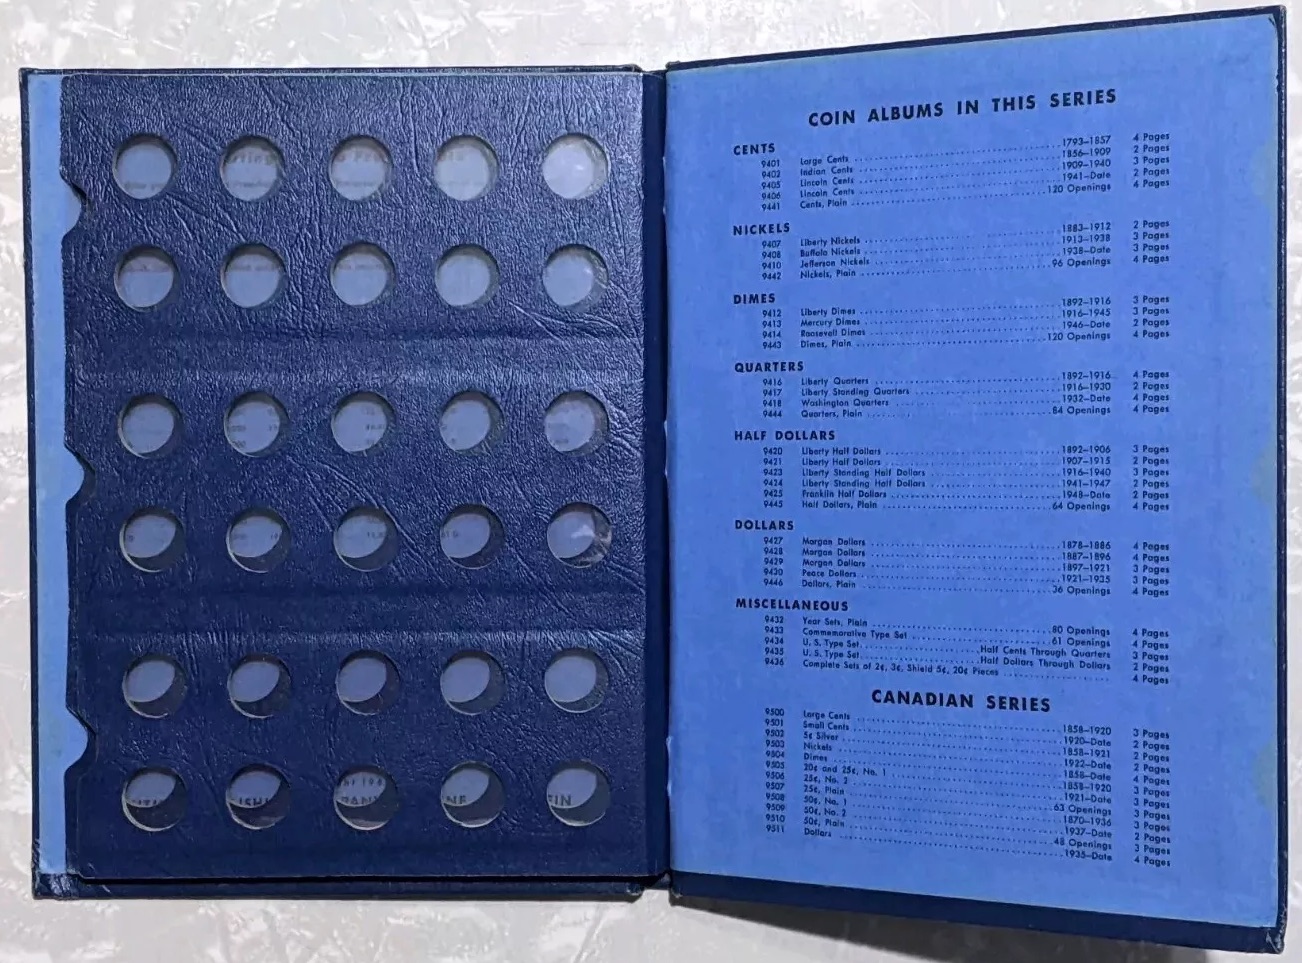 COIN ALBUMS IN THIS SERIES
CENTS
9401 Large Cents 1793–1857 4 Pages
9402 Indian Cents 1856–1909 2 Pages
9405 Lincoln Cents 1909–1940 3 Pages
9406 Lincoln Cents 1941–Date 2 Pages
9441 Cents, Plain 120 Openings 4 Pages
NICKELS
9407 Liberty Nickels 1883–1912 2 Pages
9408 Buffalo Nickels 1913–1938 3 Pages
9410 Jefferson Nickels 1938–Date 3 Pages
9442 Nickels, Plain 96 Openings 4 Pages
DIMES
9412 Liberty Dimes 1892–1916 3 Pages
9413 Mercury Dimes 1916–1945 3 Pages
9414 Roosevelt Dimes 1946–Date 2 Pages
9443 Dimes, Plain 120 Openings 4 Pages
QUARTERS
9416 Liberty Quarters 1892–1916 4 Pages
9417 Liberty Standing Quarters 1916–1930 2 Pages
9418 Washington Quarters 1932–Date 4 Pages
9444 Quarters, Plain 84 Openings 4 Pages
HALF DOLLARS
9420 Liberty Half Dollars 1892–1906 3 Pages
9421 Liberty Half Dollars 1907–1915 2 Pages
9423 Liberty Standing Half Dollars 1916–1940 3 Pages
9424 Liberty Standing Half Dollars 1941–1947 2 Pages
9425 Franklin Half Dollars 1948–Date 2 Pages
9445 Half Dollars, Plain 64 Openings 4 Pages
DOLLARS
9427 Morgan Dollars 1878–1886 4 Pages
9428 Morgan Dollars 1887–1896 4 Pages
9429 Morgan Dollars 1897–1921 3 Pages
9430 Peace Dollars 1921–1935 3 Pages
9446 Dollars, Plain 36 Openings 4 Pages
MISCELLANEOUS
9432 Year Sets, Plain 80 Openings 4 Pages
9433 Commemorative Type Set 61 Openings 4 Pages
9434 U. S. Type Set Half Cents Through Quarters 3 Pages
9435 U. S. Type Set Half Dollars Through Dollars 2 Pages
9436 Complete Sets of 2¢, 3¢, Shield 5¢, 20¢ Pieces 4 Pages
CANADIAN SERIES
9500 Large Cents 1858–1920 3 Pages
9501 Small Cents 1920–Date 2 Pages
9502 5¢ Silver 1858–1921 2 Pages
9503 Nickels 1922–Date 2 Pages
9504 Dimes 1858–Date 4 Pages
9505 20¢ and 25¢, No. 1 1858–1920 3 Pages
9506 25¢, No. 2 1921–Date 3 Pages
9507 25¢, Plain 63 Openings 3 Pages
9508 50¢, No. 1 1870–1936 3 Pages
9509 50¢, No. 2 1937–Date 2 Pages
9510 50¢, Plain 48 Openings 3 Pages
9511 Dollars 1935–Date 4 Pages